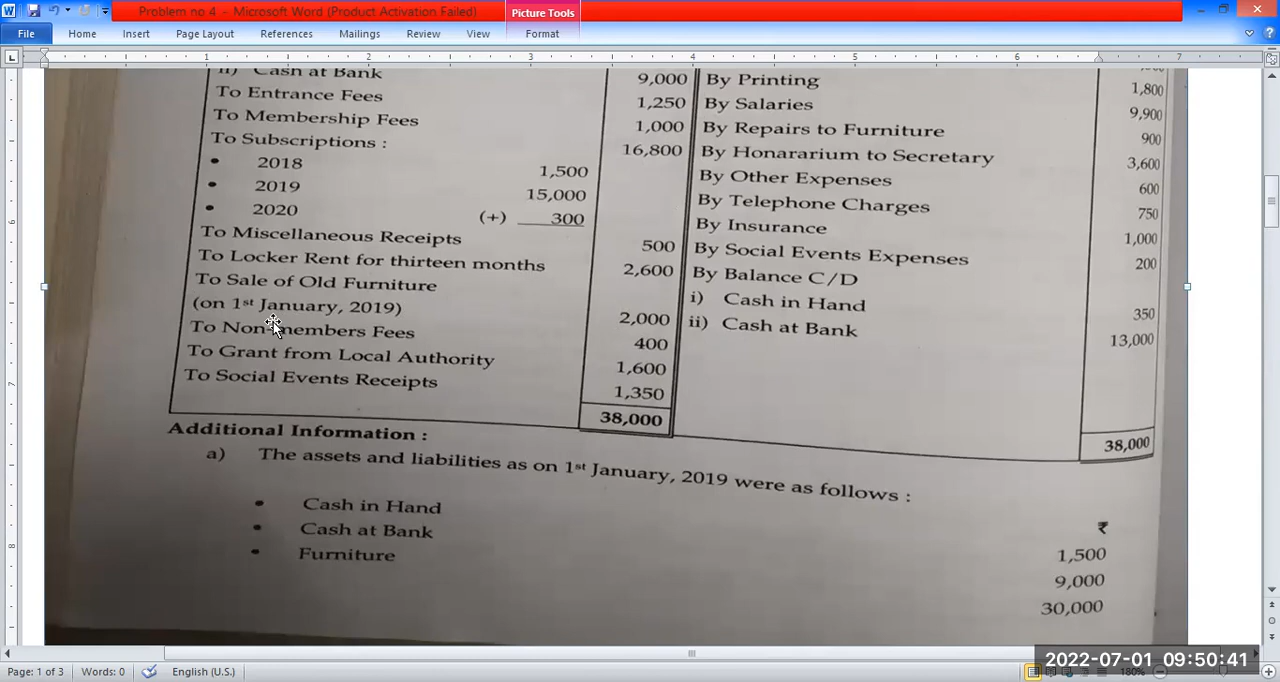 Problem no 4 - Microsoft Word (Product Activation Failed)
Picture Tools
File Home Insert Page Layout References Mailings Review View Format
1 2 3 4 5 6 7
ii) Cash at Bank 9,000
To Entrance Fees 1,250
To Membership Fees 1,000
To Subscriptions : 16,800
• 2018 1,500
• 2019 15,000
• 2020 (+) 300
To Miscellaneous Receipts 500
To Locker Rent for thirteen months 2,600
To Sale of Old Furniture
(on 1st January, 2019) 2,000
To Non-members Fees 400
To Grant from Local Authority 1,600
To Social Events Receipts 1,350
38,000
By Printing 1,800
By Salaries 9,900
By Repairs to Furniture 900
By Honararium to Secretary 3,600
By Other Expenses 600
By Telephone Charges 750
By Insurance 1,000
By Social Events Expenses 200
By Balance C/D
i) Cash in Hand 350
ii) Cash at Bank 13,000
38,000
Additional Information :
a) The assets and liabilities as on 1st January, 2019 were as follows :
₹
• Cash in Hand 1,500
• Cash at Bank 9,000
• Furniture 30,000
2022-07-01 09:50:41
Page: 1 of 3 Words: 0 English (U.S.) 180%